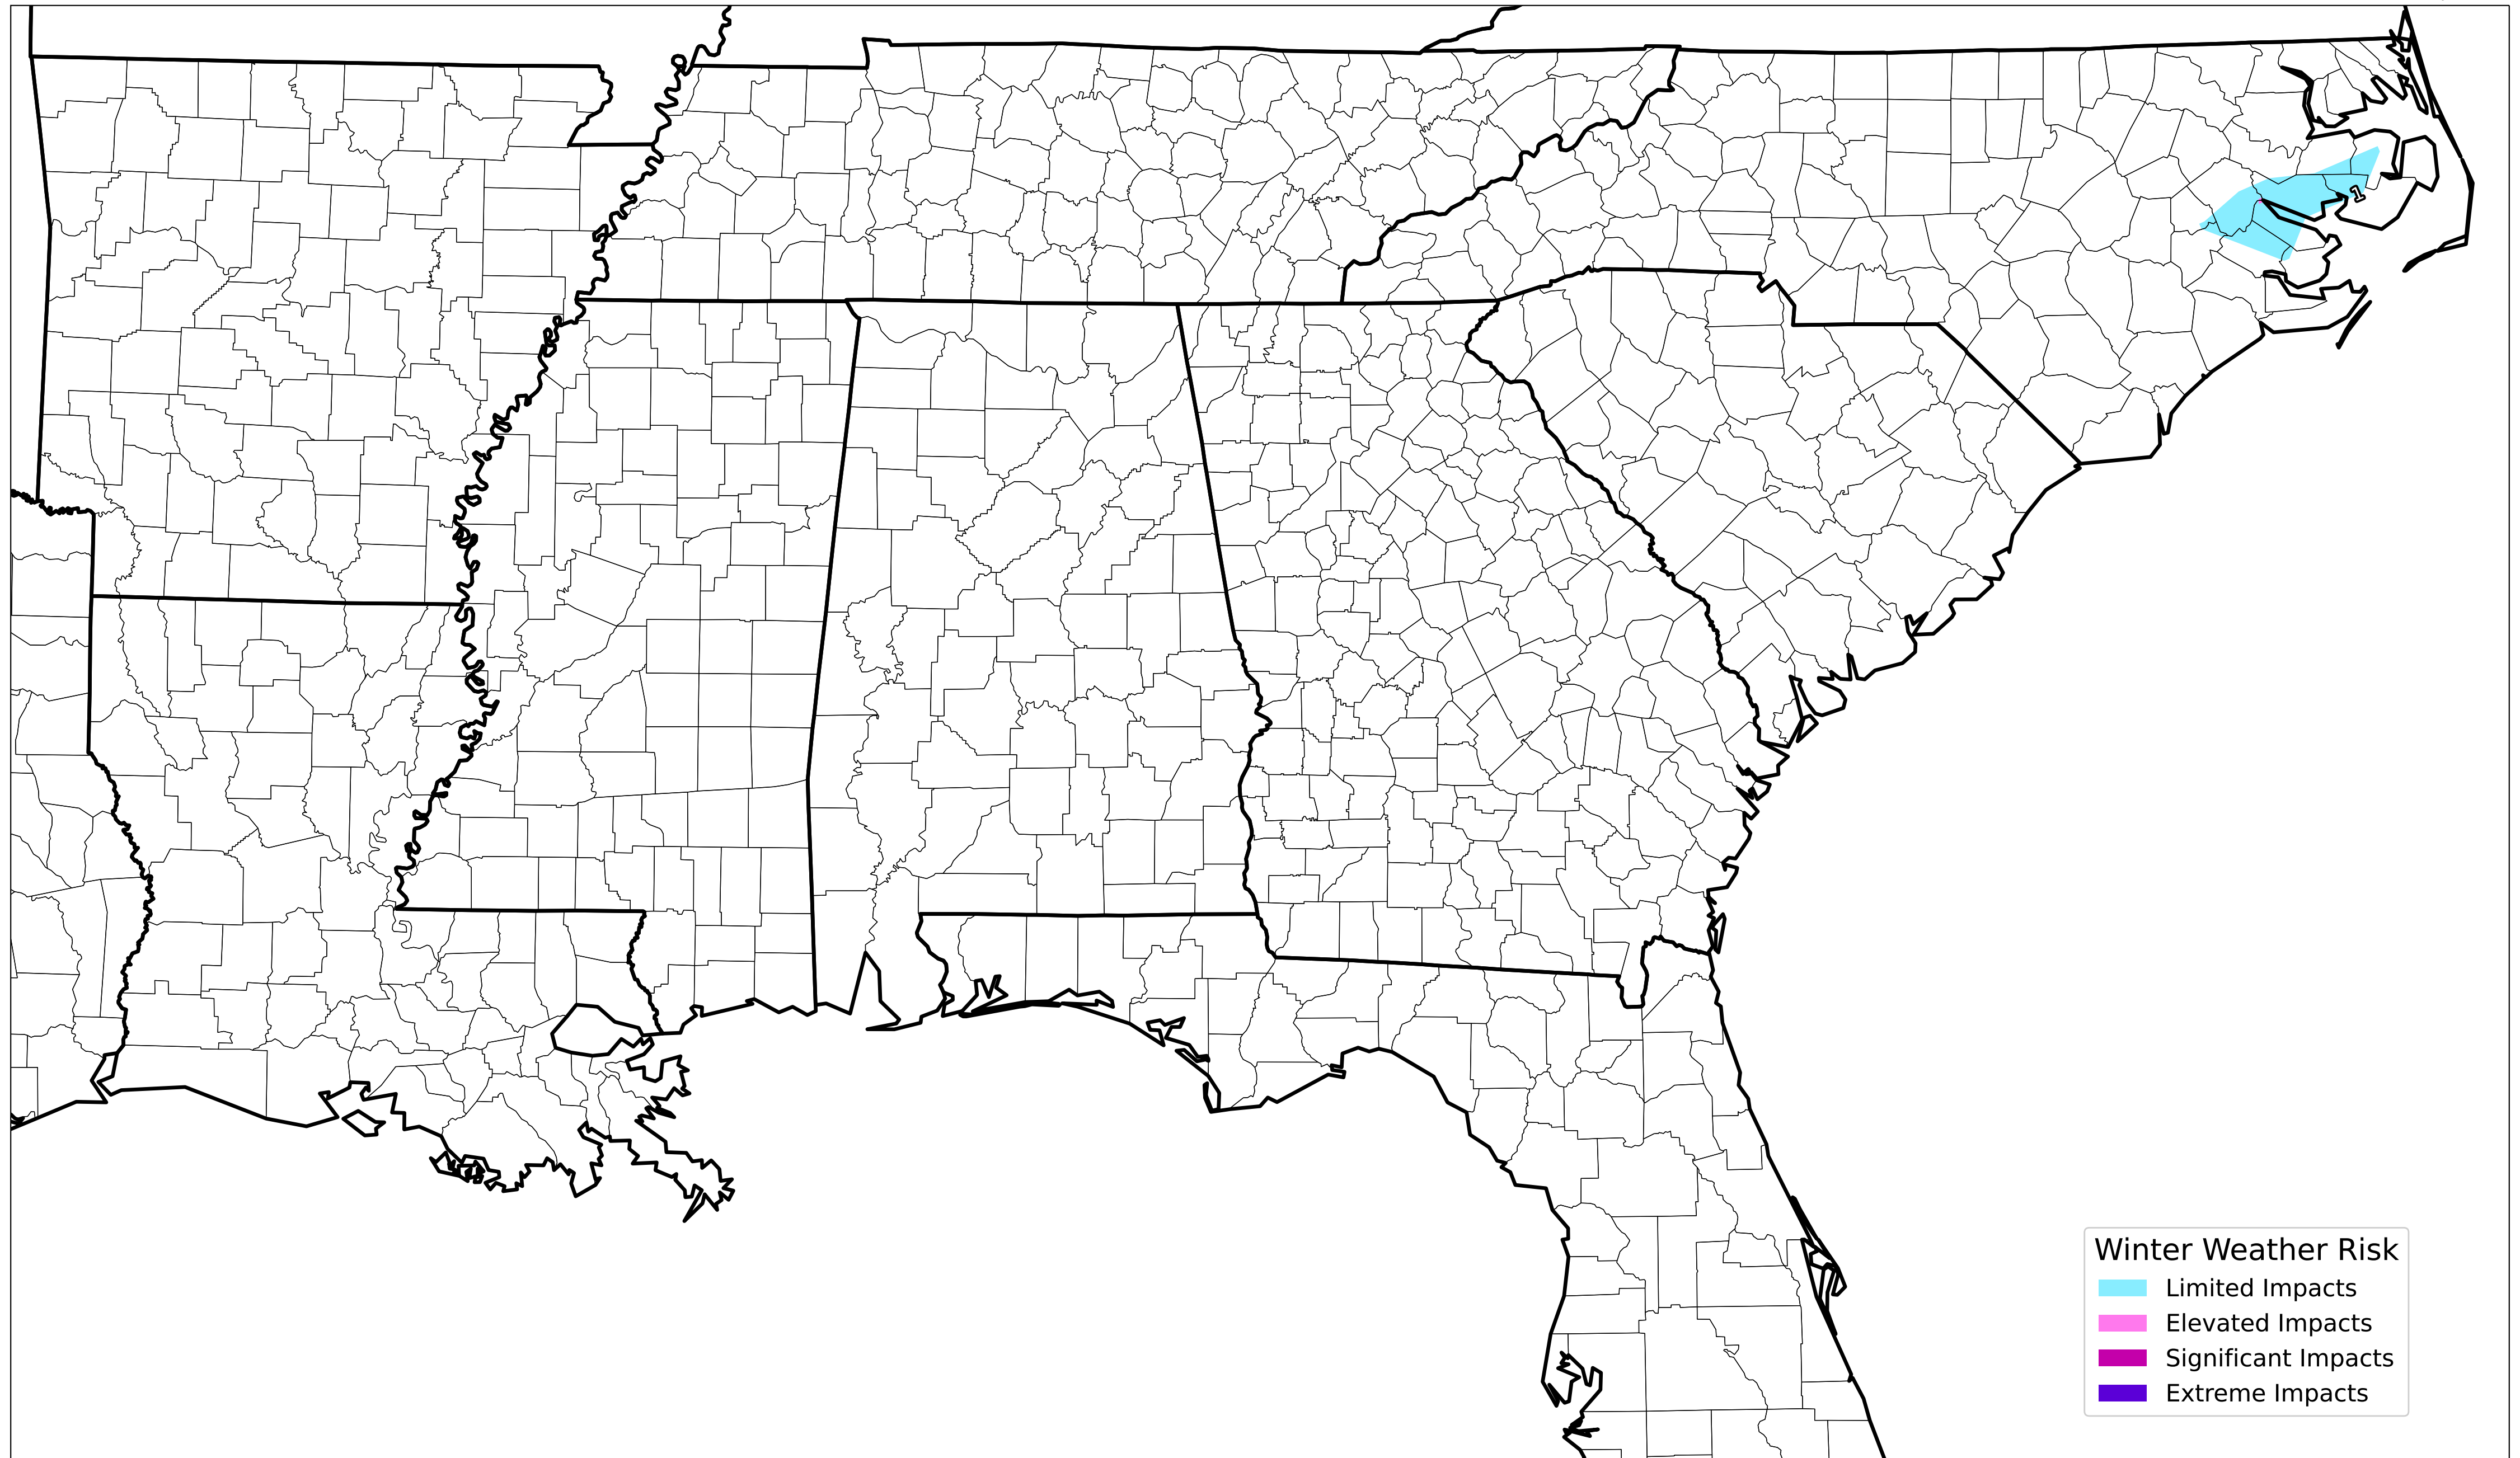 1
Winter Weather Risk
Limited Impacts
Elevated Impacts
Significant Impacts
Extreme Impacts